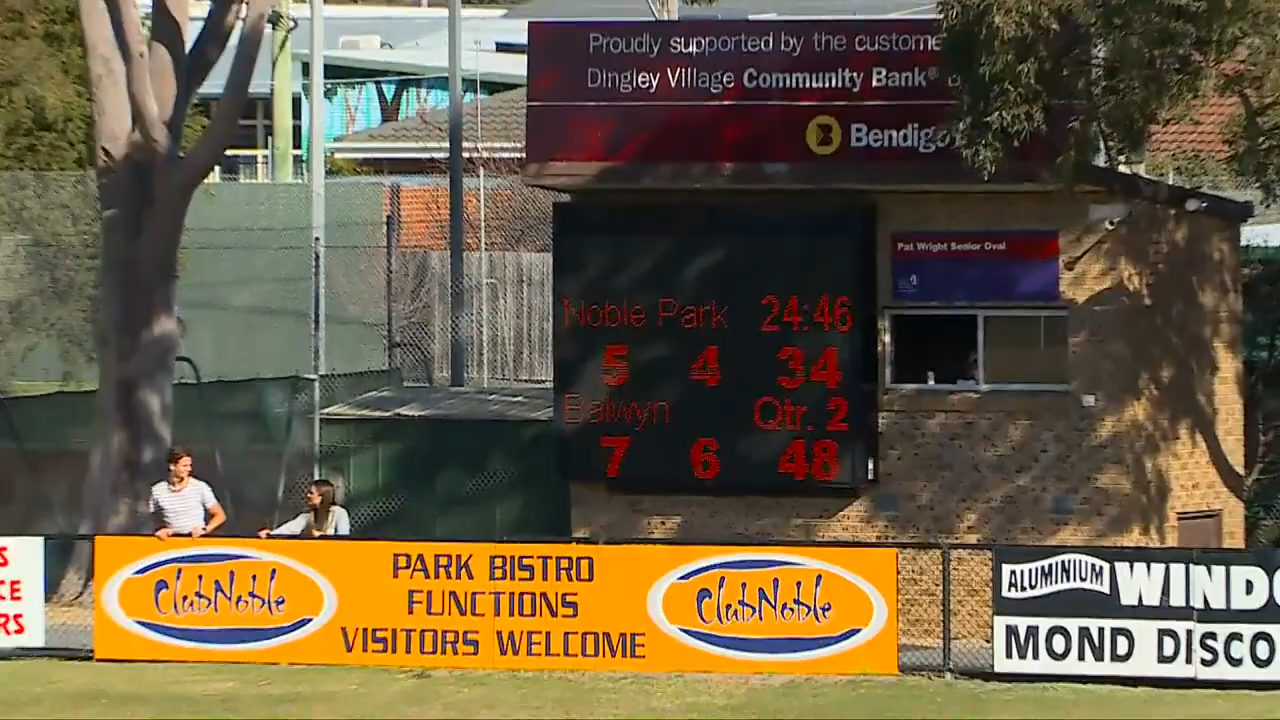 Proudly supported by the custome
Dingley Village Community Bank®
Bendigo
Pat Wright Senior Oval
Noble Park 24:46
5 4 34
Balwyn Qtr. 2
7 6 48
S
CE
RS
ClubNoble
PARK BISTRO
FUNCTIONS
VISITORS WELCOME
ClubNoble
ALUMINIUM WINDO
MOND DISCO